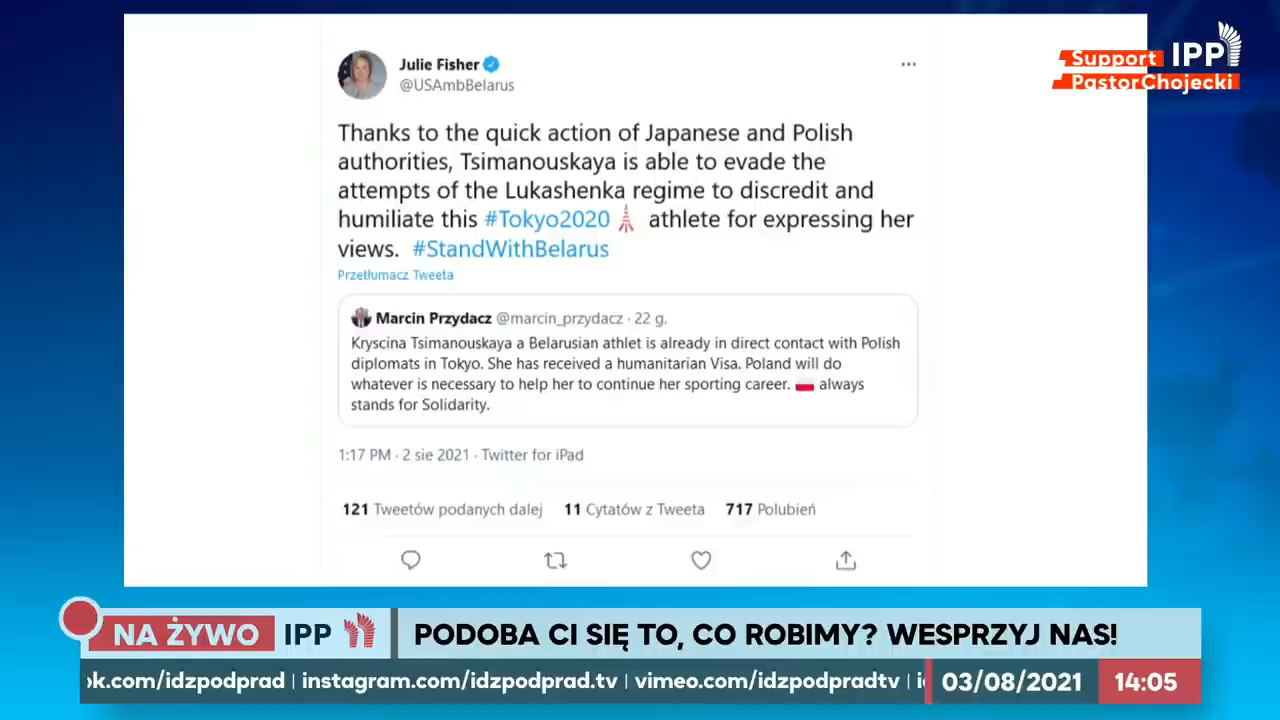 Support IPP
PastorChojecki
Julie Fisher
@USAmbBelarus
Thanks to the quick action of Japanese and Polish
authorities, Tsimanouskaya is able to evade the
attempts of the Lukashenka regime to discredit and
humiliate this #Tokyo2020 athlete for expressing her
views. #StandWithBelarus
Przetłumacz Tweeta
Marcin Przydacz @marcin_przydacz · 22 g.
Kryscina Tsimanouskaya a Belarusian athlet is already in direct contact with Polish
diplomats in Tokyo. She has received a humanitarian Visa. Poland will do
whatever is necessary to help her to continue her sporting career. always
stands for Solidarity.
1:17 PM · 2 sie 2021 · Twitter for iPad
121 Tweetów podanych dalej 11 Cytatów z Tweeta 717 Polubień
NA ŻYWO IPP PODOBA CI SIĘ TO, CO ROBIMY? WESPRZYJ NAS!
ok.com/idzpodprad | instagram.com/idzpodprad.tv | vimeo.com/idzpodpradtv | 03/08/2021 14:05